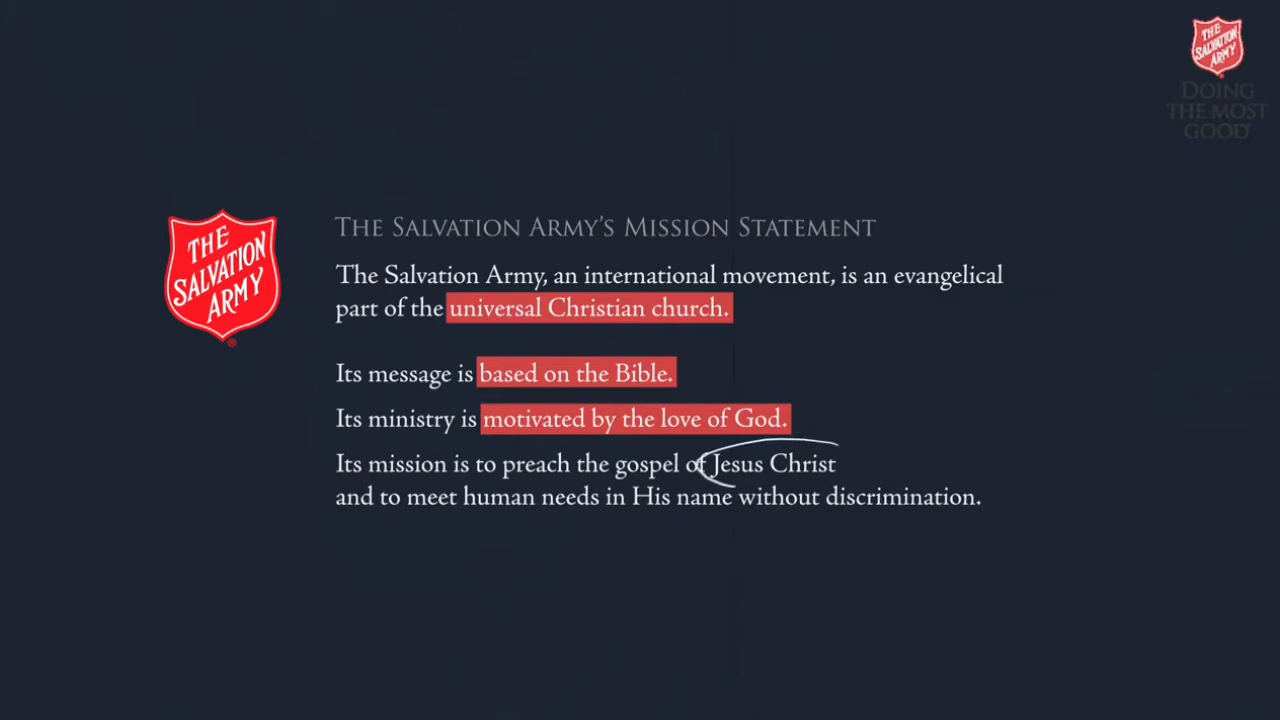 THE
SALVATION
ARMY
DOING
THE MOST
GOOD
THE
SALVATION
ARMY
THE SALVATION ARMY'S MISSION STATEMENT
The Salvation Army, an international movement, is an evangelical
part of the universal Christian church.
Its message is based on the Bible.
Its ministry is motivated by the love of God.
Its mission is to preach the gospel of Jesus Christ
and to meet human needs in His name without discrimination.